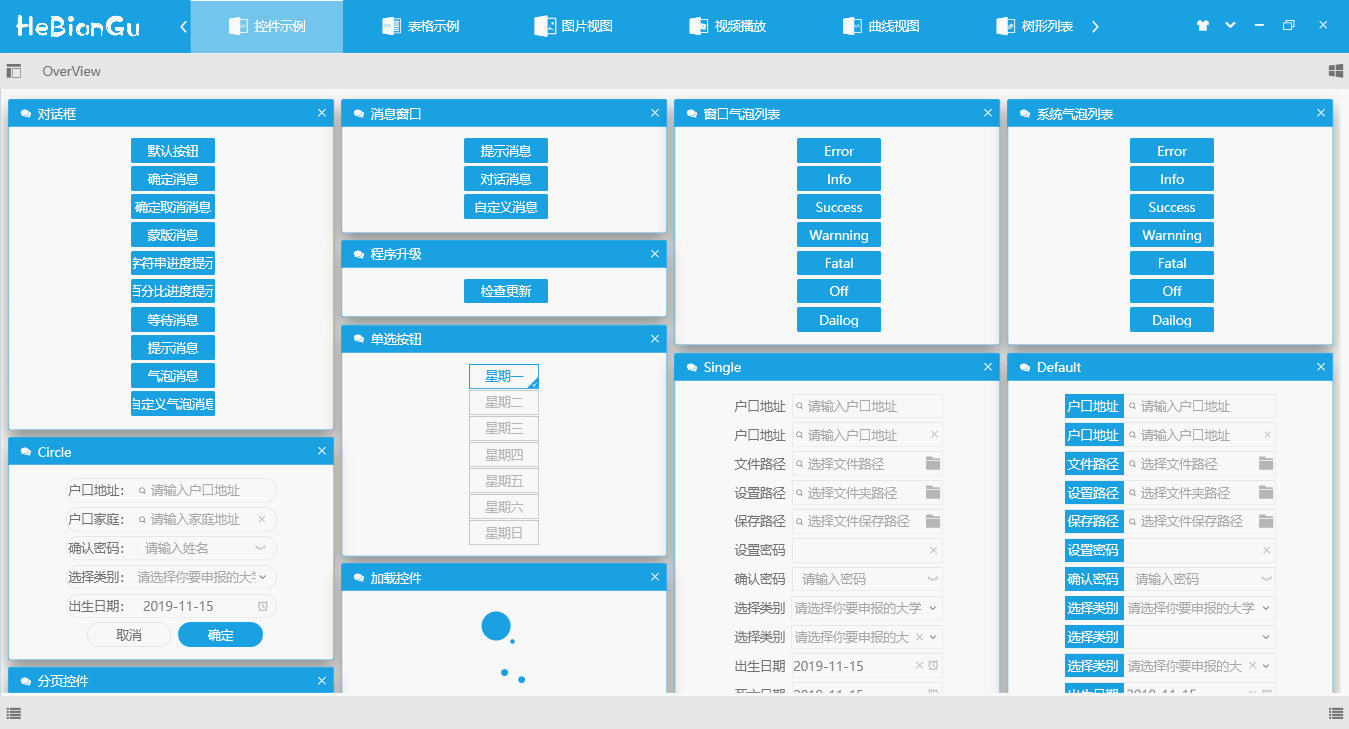 HeBianGu
控件示例
表格示例
图片视图
视频播放
曲线视图
树形列表
OverView
对话框
默认按钮
确定消息
确定取消消息
蒙版消息
字符串进度提示
百分比进度提示
等待消息
提示消息
气泡消息
自定义气泡消息
Circle
户口地址: 请输入户口地址
户口家庭: 请输入家庭地址
确认密码: 请输入姓名
选择类别: 请选择你要申报的大学
出生日期: 2019-11-15
取消 确定
分页控件
消息窗口
提示消息
对话消息
自定义消息
程序升级
检查更新
单选按钮
星期一
星期二
星期三
星期四
星期五
星期六
星期日
加载控件
窗口气泡列表
Error
Info
Success
Warnning
Fatal
Off
Dailog
Single
户口地址 请输入户口地址
户口地址 请输入户口地址
文件路径 选择文件路径
设置路径 选择文件夹路径
保存路径 选择文件保存路径
设置密码
确认密码 请输入密码
选择类别 请选择你要申报的大学
选择类别 请选择你要申报的大
出生日期 2019-11-15
系统气泡列表
Error
Info
Success
Warnning
Fatal
Off
Dailog
Default
户口地址 请输入户口地址
户口地址 请输入户口地址
文件路径 选择文件路径
设置路径 选择文件夹路径
保存路径 选择文件保存路径
设置密码
确认密码 请输入密码
选择类别 请选择你要申报的大学
选择类别
选择类别 请选择你要申报的大
出生日期 2019-11-15